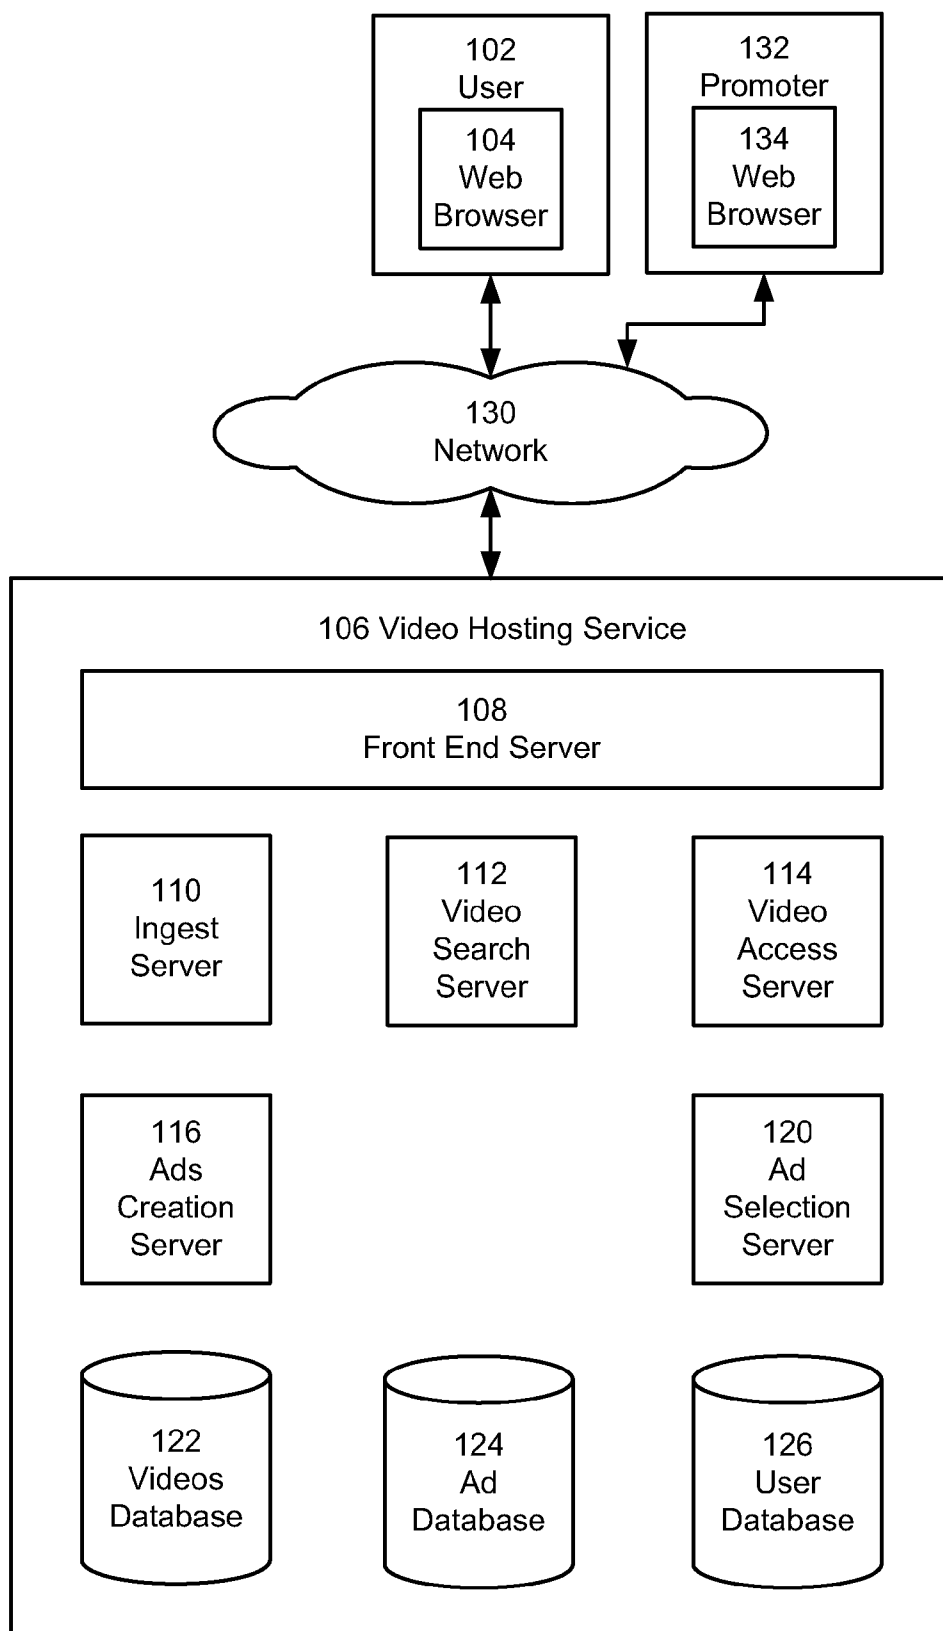 102
User
104
Web
Browser
132
Promoter
134
Web
Browser
130
Network
106 Video Hosting Service
108
Front End Server
110
Ingest
Server
112
Video
Search
Server
114
Video
Access
Server
116
Ads
Creation
Server
120
Ad
Selection
Server
122
Videos
Database
124
Ad
Database
126
User
Database